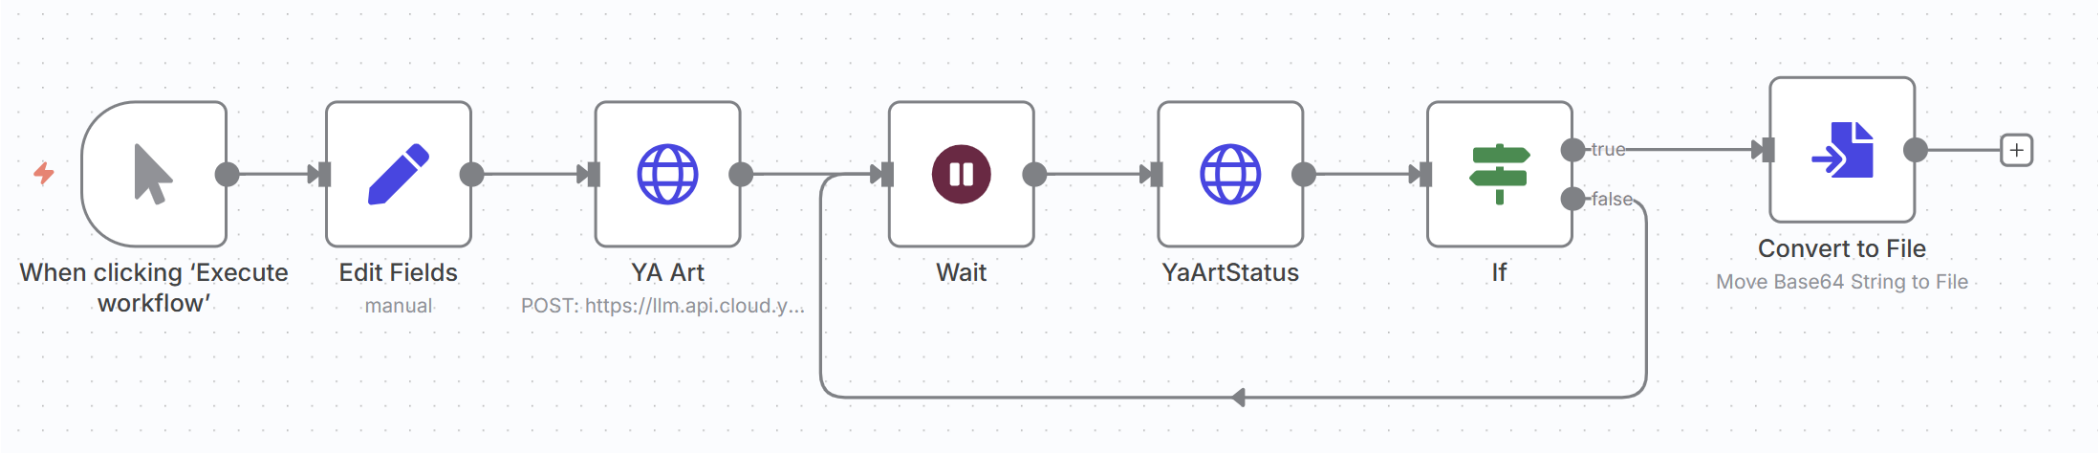 When clicking ‘Execute
workflow’
Edit Fields
manual
YA Art
POST: https://llm.api.cloud.y...
Wait
YaArtStatus
If
true
false
Convert to File
Move Base64 String to File